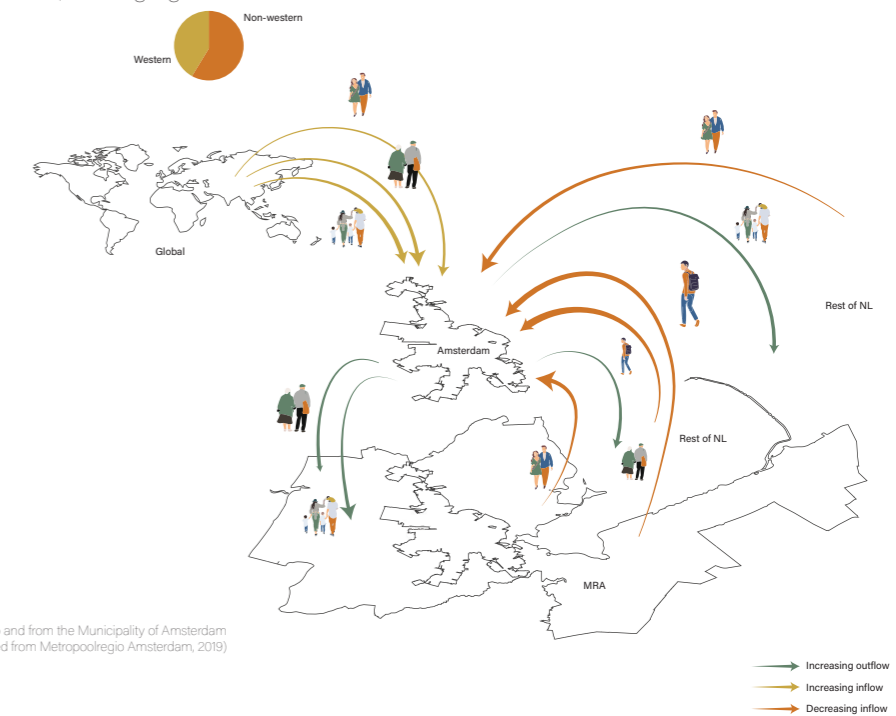 Non-western
Western
Global
Rest of NL
Amsterdam
Rest of NL
MRA
and from the Municipality of Amsterdam
from Metropoolregio Amsterdam, 2019)
Increasing outflow
Increasing inflow
Decreasing inflow